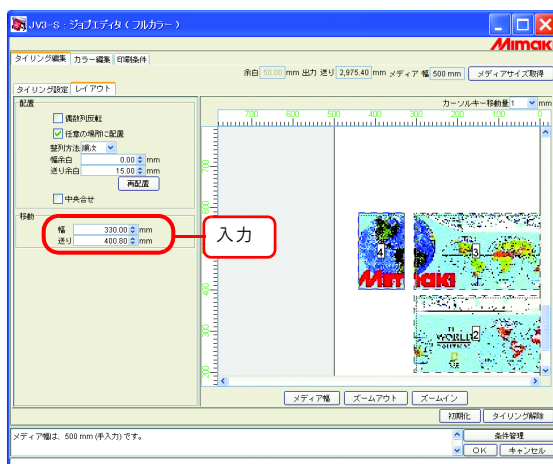 JV3-S : ジョブエディタ ( フルカラー )
Mimaki
タイリング編集 カラー編集 印刷条件
余白 50.00 mm 出力 送り 2,975.40 mm メディア 幅 500 mm メディアサイズ取得
タイリング設定 レイアウト
配置
カーソルキー移動量 1 mm
偶数列反転
任意の場所に配置
整列方法 順次
幅余白 0.00 mm
送り余白 15.00 mm
再配置
中央合せ
移動
幅 330.00 mm
送り 400.80 mm
入力
700 600 500 400 300 200 100 0
4
3
Mimaki
2
THE
WORLD
メディア幅 ズームアウト ズームイン
初期化 タイリング解除
メディア幅は、500 mm (手入力) です。
条件管理
OK キャンセル